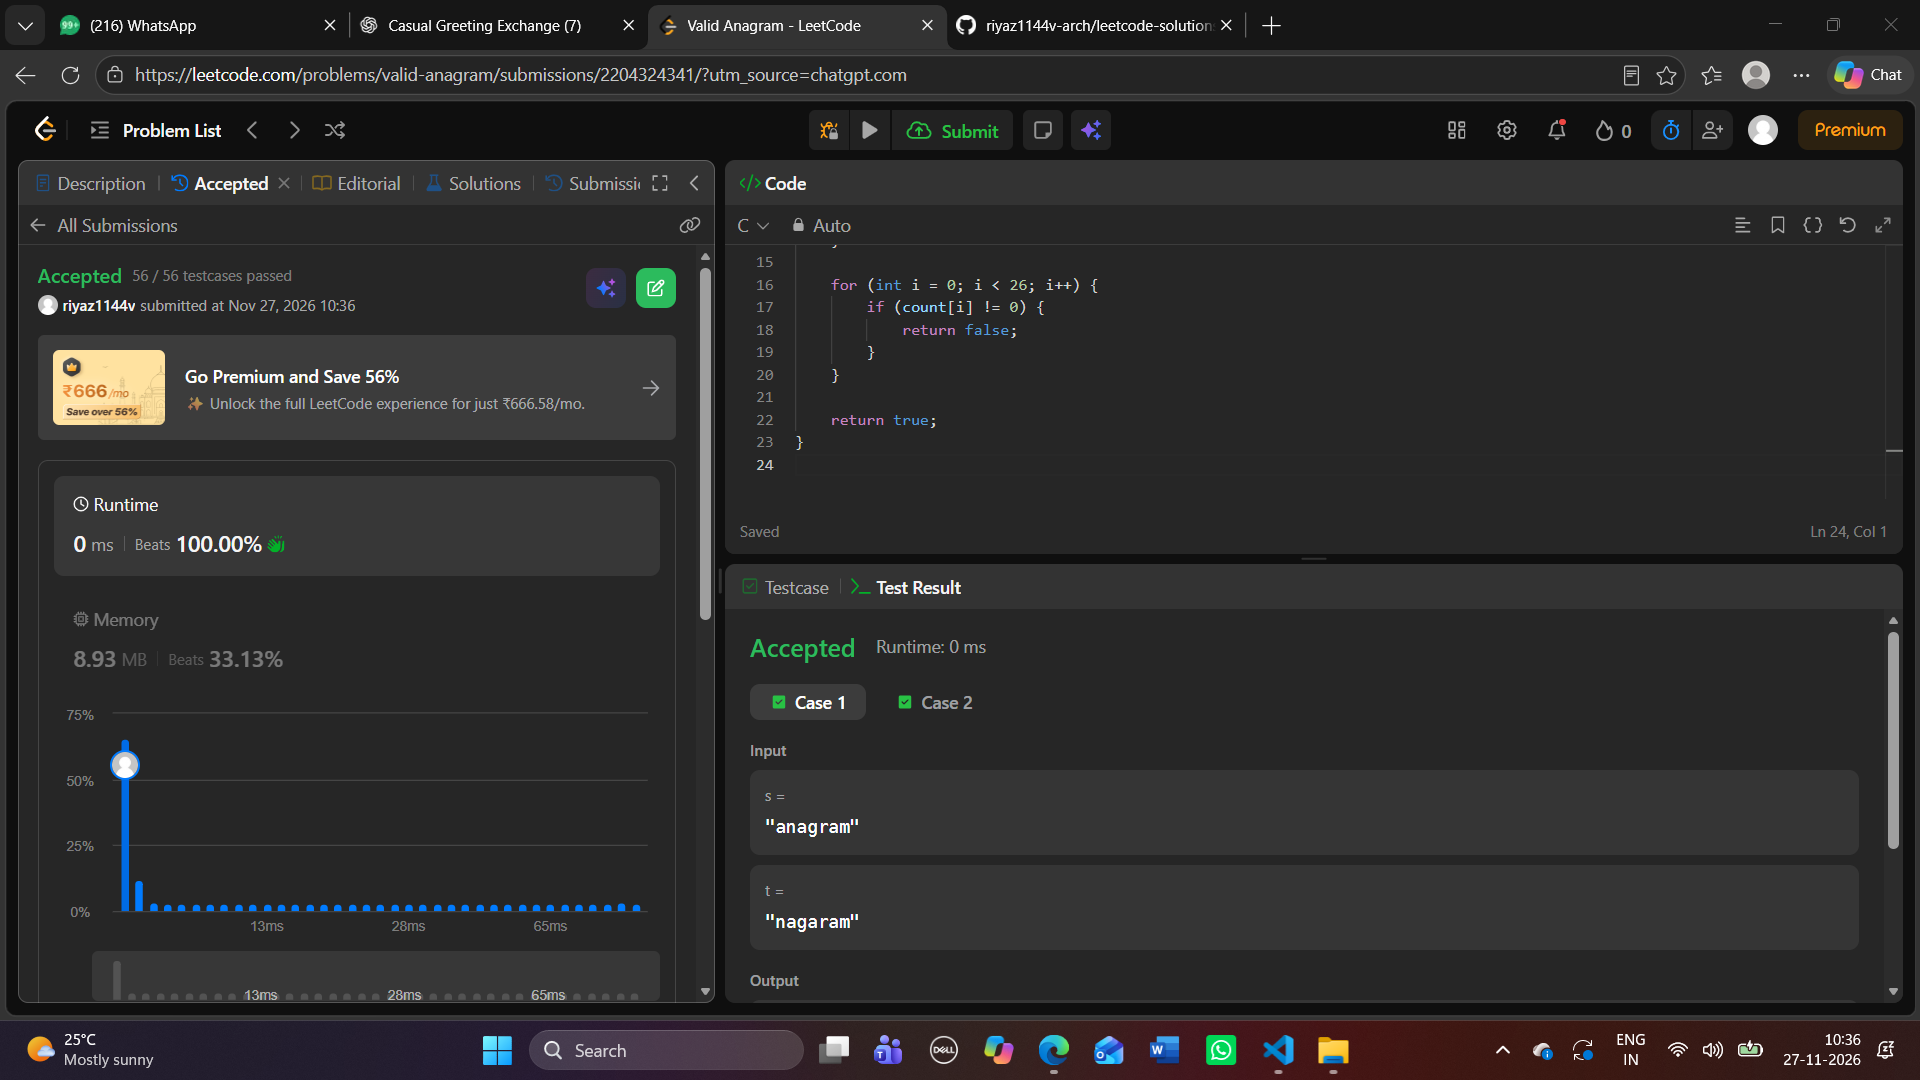 99+ (216) WhatsApp
Casual Greeting Exchange (7)
Valid Anagram - LeetCode
riyaz1144v-arch/leetcode-solution
https://leetcode.com/problems/valid-anagram/submissions/2204324341/?utm_source=chatgpt.com
Chat
Problem List
Submit
0
Premium
Description
Accepted
Editorial
Solutions
Submissi
All Submissions
Accepted 56 / 56 testcases passed
riyaz1144v submitted at Nov 27, 2026 10:36
₹666 /mo
Save over 56%
Go Premium and Save 56%
✨ Unlock the full LeetCode experience for just ₹666.58/mo.
Runtime
0 ms Beats 100.00%
Memory
8.93 MB Beats 33.13%
75%
50%
25%
0%
13ms 28ms 65ms
13ms 28ms 65ms
</> Code
C Auto
15
16 for (int i = 0; i < 26; i++) {
17 if (count[i] != 0) {
18 return false;
19 }
20 }
21
22 return true;
23 }
24
Saved
Ln 24, Col 1
Testcase
>_ Test Result
Accepted Runtime: 0 ms
Case 1 Case 2
Input
s =
"anagram"
t =
"nagaram"
Output
25°C
Mostly sunny
Search
DELL
ENG
IN
10:36
27-11-2026